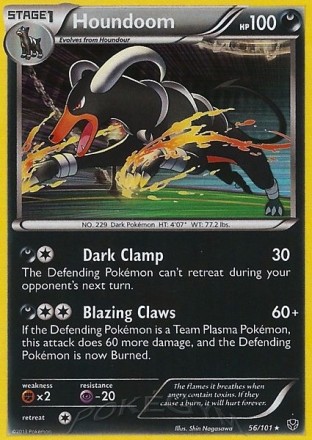 STAGE1 Houndoom HP100
Evolves from Houndour
NO. 229 Dark Pokémon HT: 4'07" WT: 77.2 lbs.
Dark Clamp 30
The Defending Pokémon can't retreat during your
opponent's next turn.
Blazing Claws 60+
If the Defending Pokémon is a Team Plasma Pokémon,
this attack does 60 more damage, and the Defending
Pokémon is now Burned.
weakness
×2
resistance
-20
retreat
The flames it breathes
when angry contain toxins.
If they cause a
burn, it will hurt forever.
©2013 Pokémon
Illus. Shin Nagasawa
56/101 ★